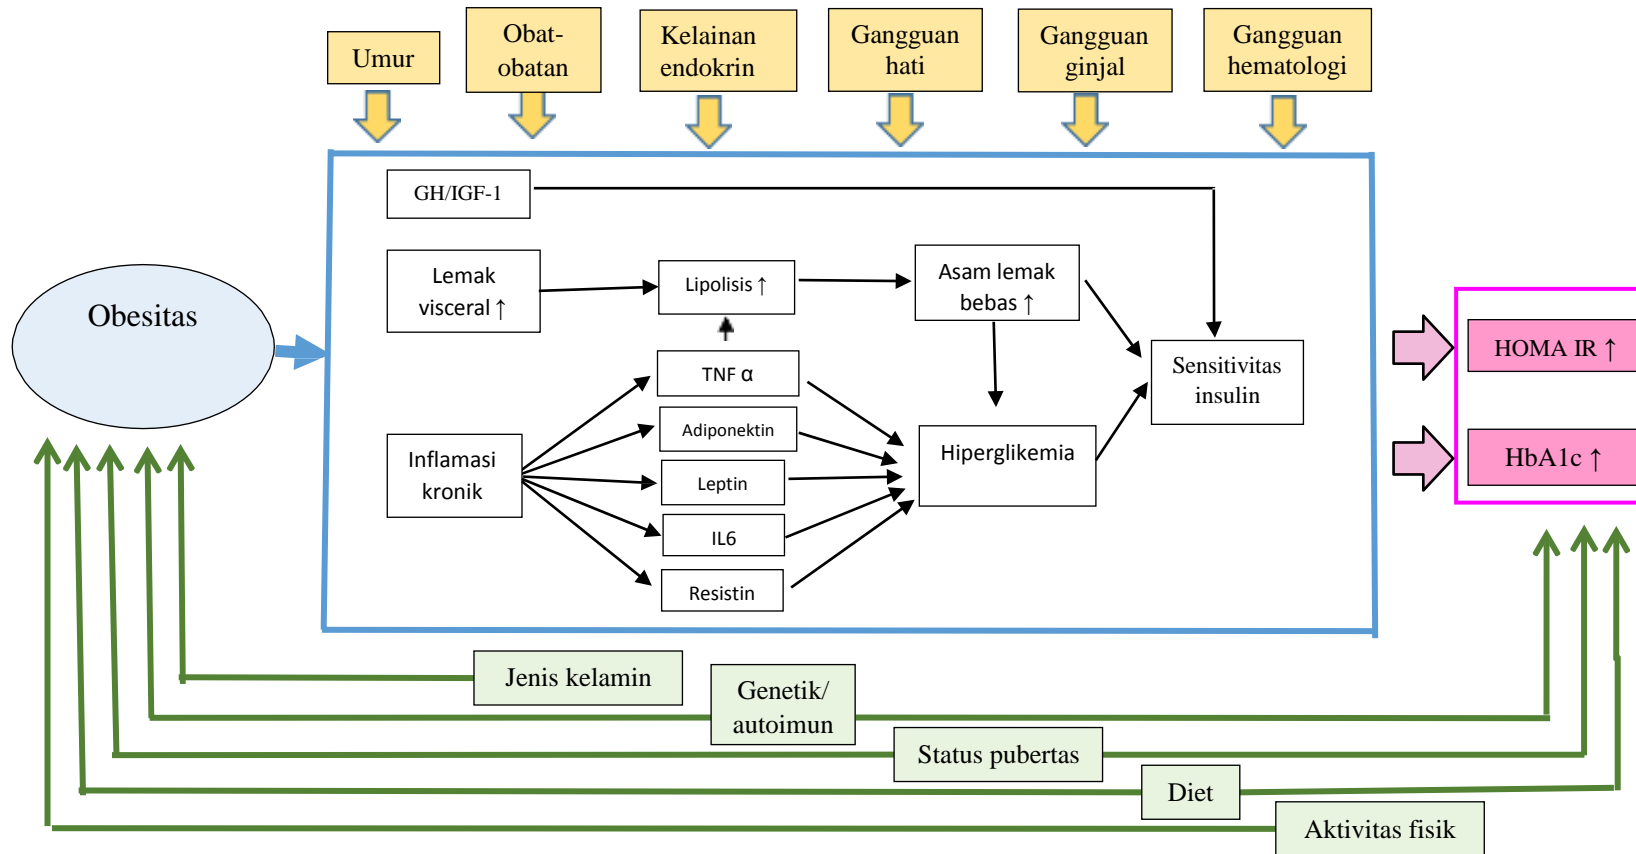 Umur
Obat-
obatan
Kelainan
endokrin
Gangguan
hati
Gangguan
ginjal
Gangguan
hematologi
GH/IGF-1
Lemak
visceral ↑
Lipolisis ↑
Asam lemak
bebas ↑
Obesitas
HOMA IR ↑
Sensitivitas
insulin
TNF α
Adiponektin
Inflamasi
kronik
Leptin
Hiperglikemia
HbA1c ↑
IL6
Resistin
Jenis kelamin
Genetik/
autoimun
Status pubertas
Diet
Aktivitas fisik